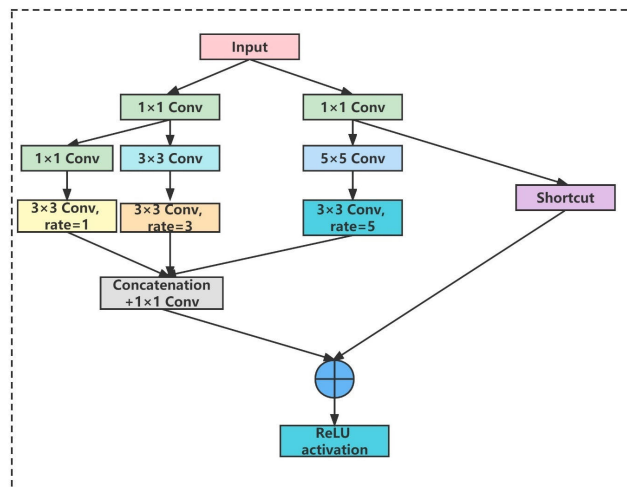 Input
1×1 Conv
1×1 Conv
1×1 Conv
3×3 Conv
5×5 Conv
Shortcut
3×3 Conv,
rate=1
3×3 Conv,
rate=3
3×3 Conv,
rate=5
Concatenation
+1×1 Conv
ReLU
activation